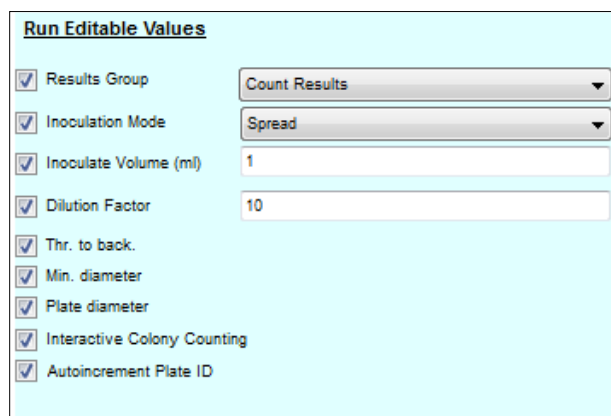 Run Editable Values
Results Group Count Results
Inoculation Mode Spread
Inoculate Volume (ml) 1
Dilution Factor 10
Thr. to back.
Min. diameter
Plate diameter
Interactive Colony Counting
Autoincrement Plate ID